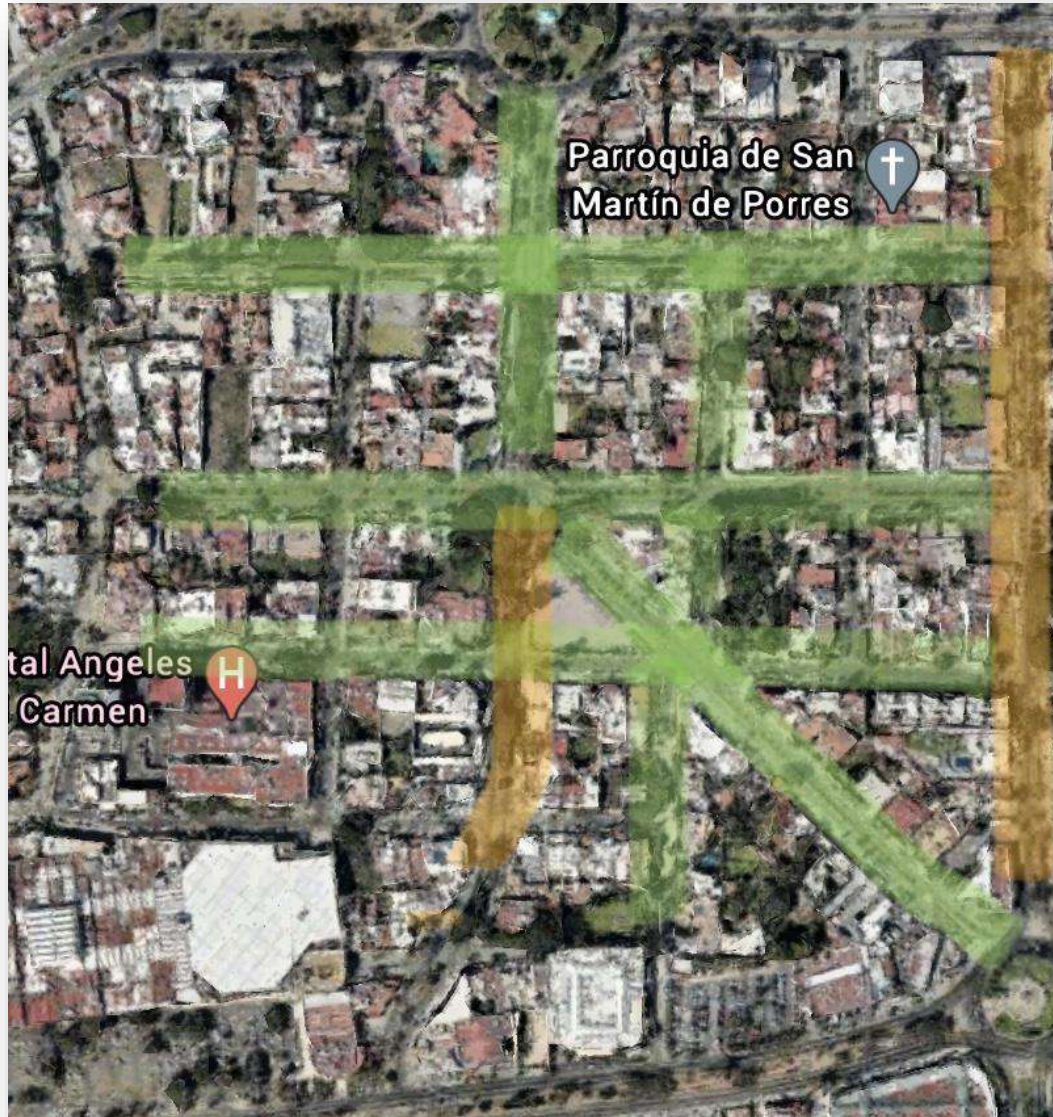 Parroquia de San
Martín de Porres
tal Angeles
Carmen
H